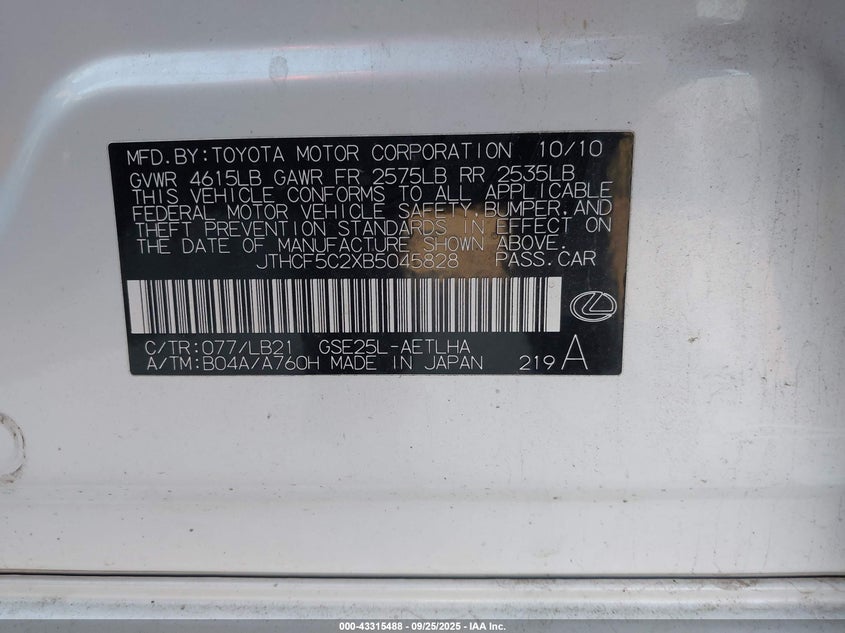 MFD.BY:TOYOTA MOTOR CORPORATION 10/10
GVWR 4615LB GAWR FR 2575LB RR 2535LB
THIS VEHICLE CONFORMS TO ALL APPLICABLE
FEDERAL MOTOR VEHICLE SAFETY,BUMPER,AND
THEFT PREVENTION STANDARDS IN EFFECT ON
THE DATE OF MANUFACTURE SHOWN ABOVE.
JTHCF5C2XB5045828 PASS.CAR
C/TR:077/LB21 GSE25L-AETLHA
A/TM:B04A/A760H MADE IN JAPAN 219 A
000-43315488 - 09/25/2025 - IAA Inc.